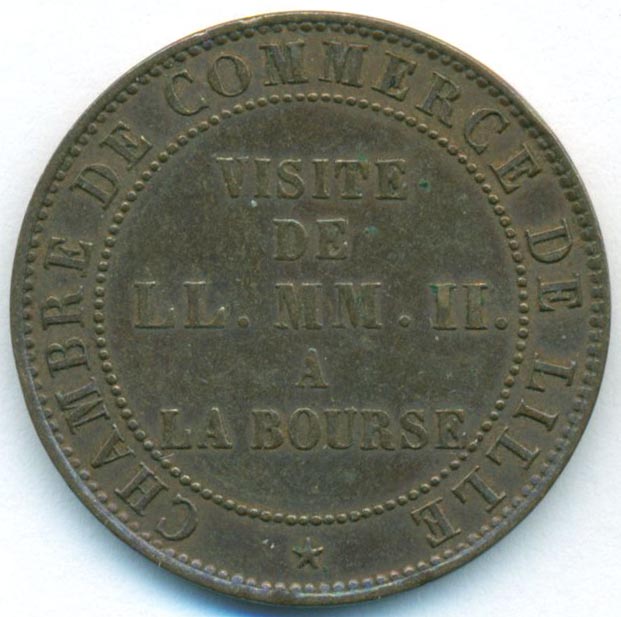 CHAMBRE DE COMMERCE DE LILLE
VISITE
DE
LL. MM. II.
A
LA BOURSE